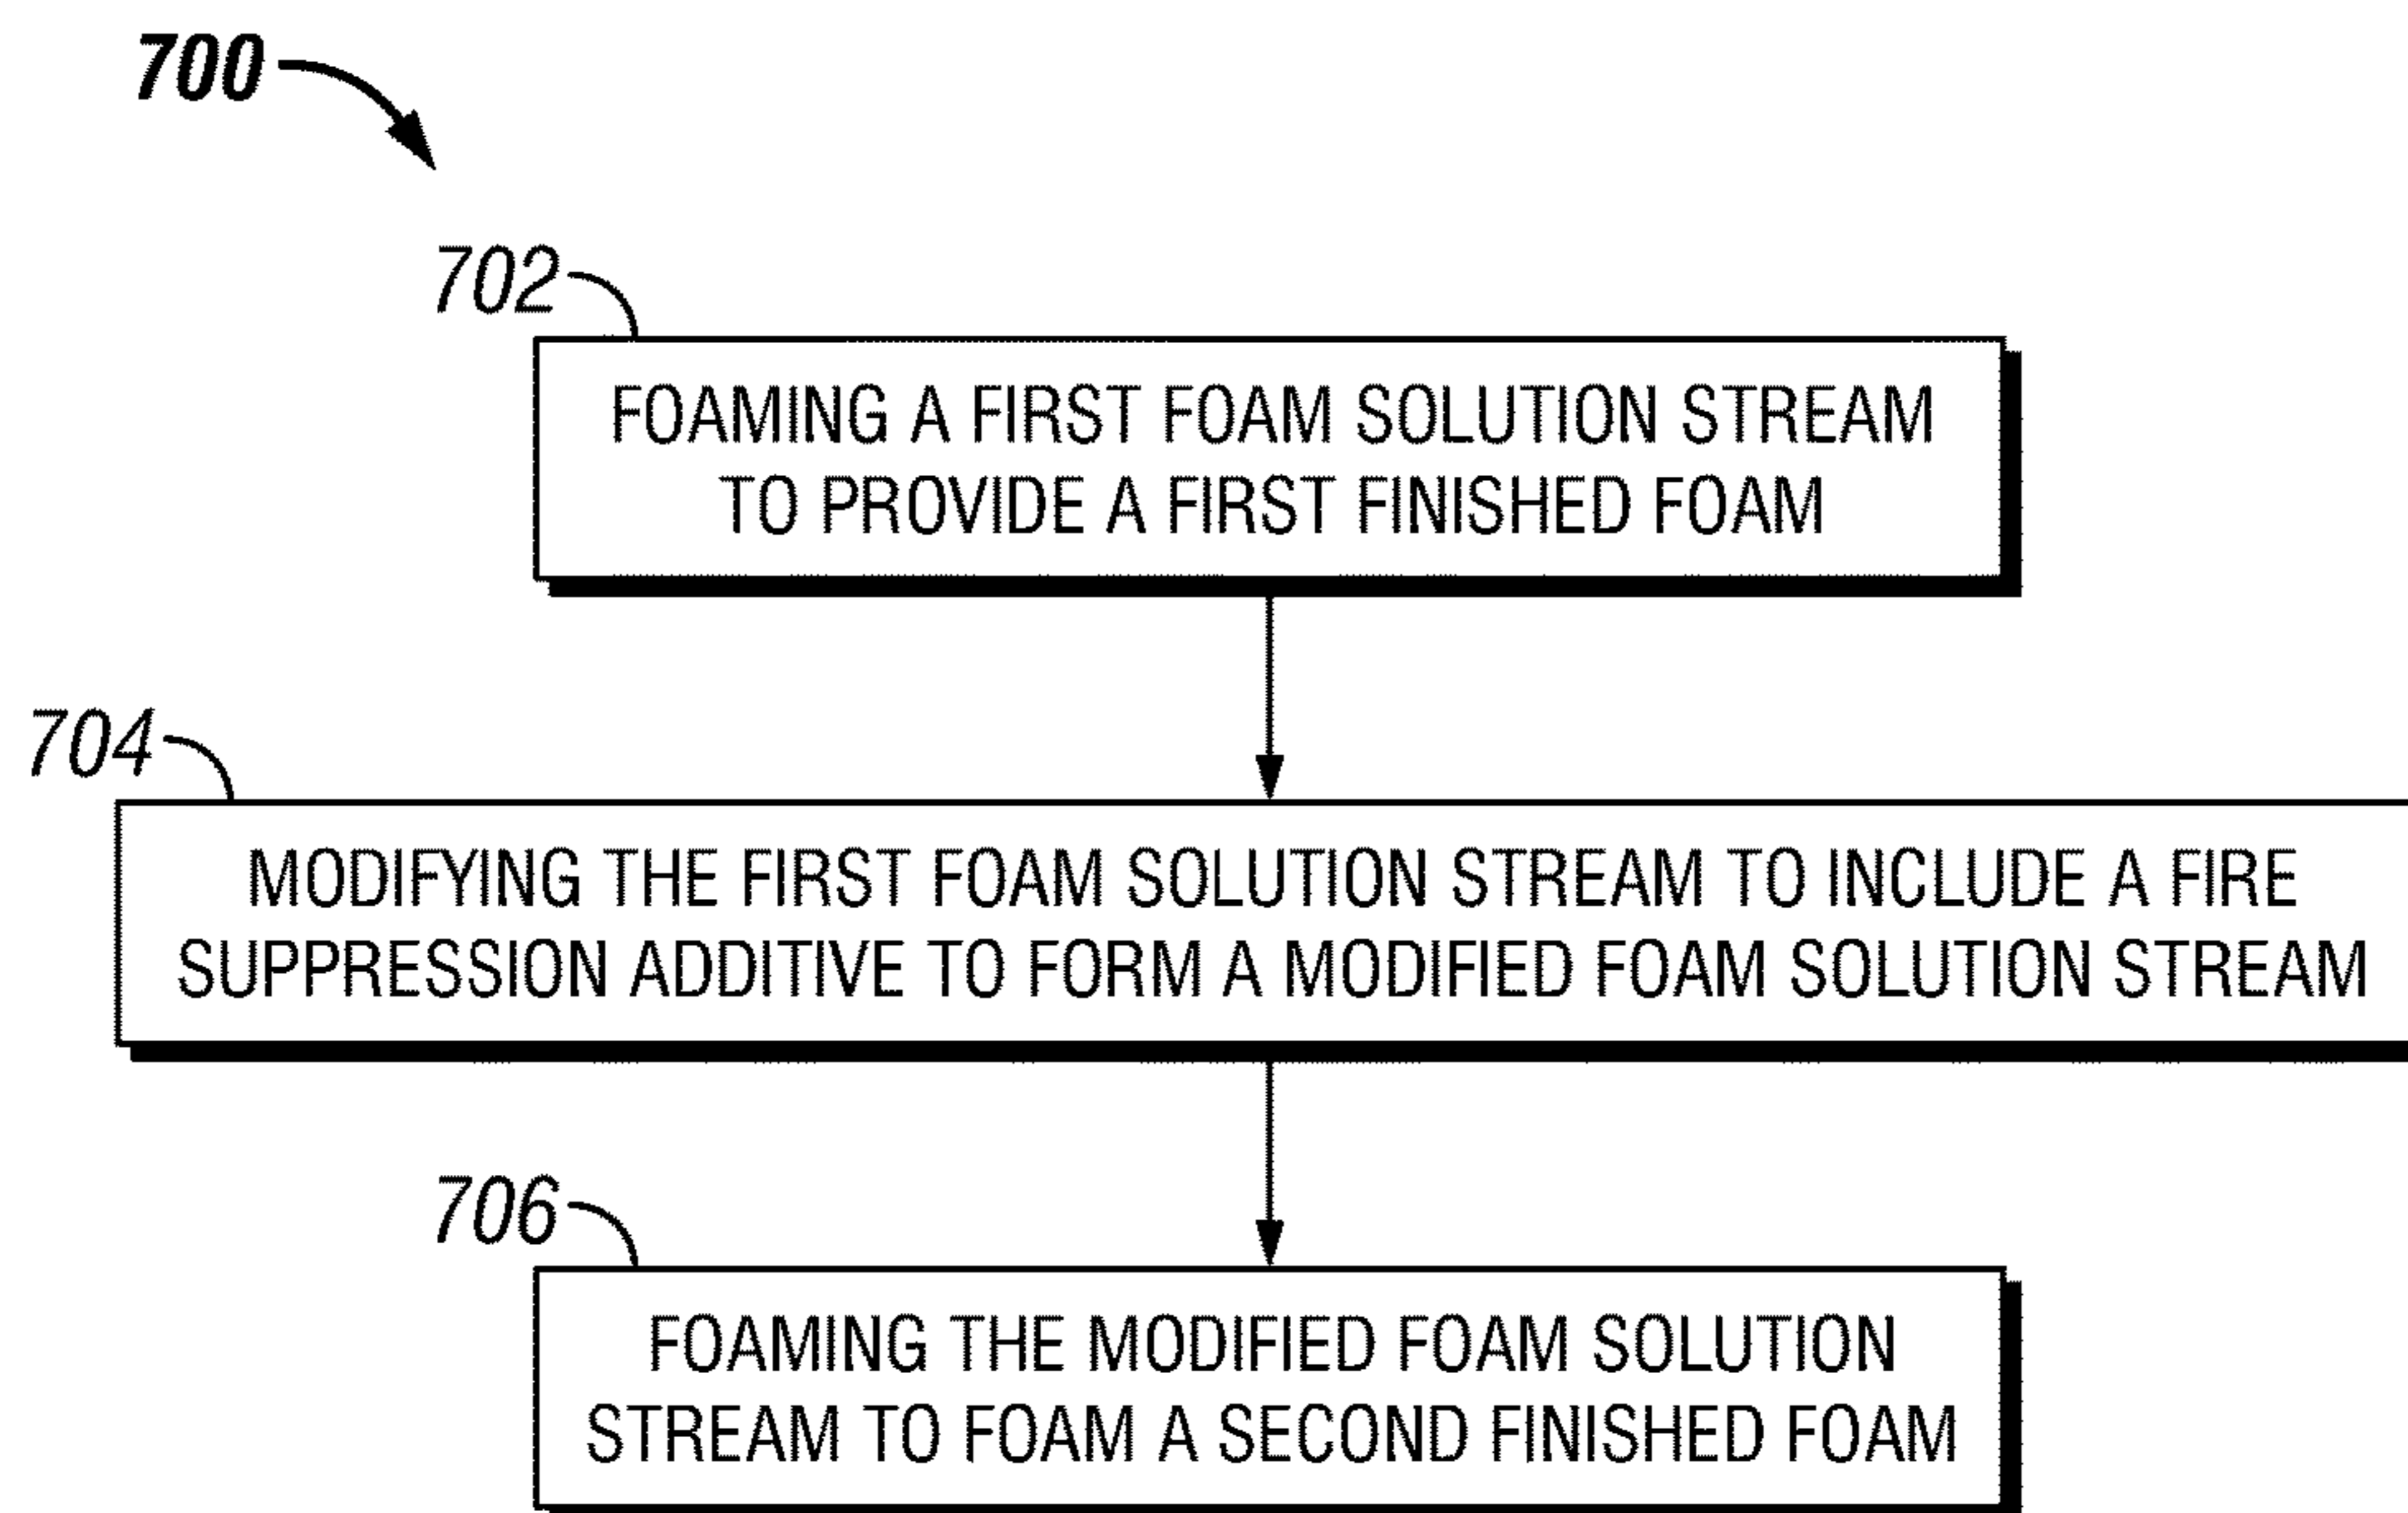 700
702
FOAMING A FIRST FOAM SOLUTION STREAM
TO PROVIDE A FIRST FINISHED FOAM
704
MODIFYING THE FIRST FOAM SOLUTION STREAM TO INCLUDE A FIRE
SUPPRESSION ADDITIVE TO FORM A MODIFIED FOAM SOLUTION STREAM
706
FOAMING THE MODIFIED FOAM SOLUTION
STREAM TO FOAM A SECOND FINISHED FOAM